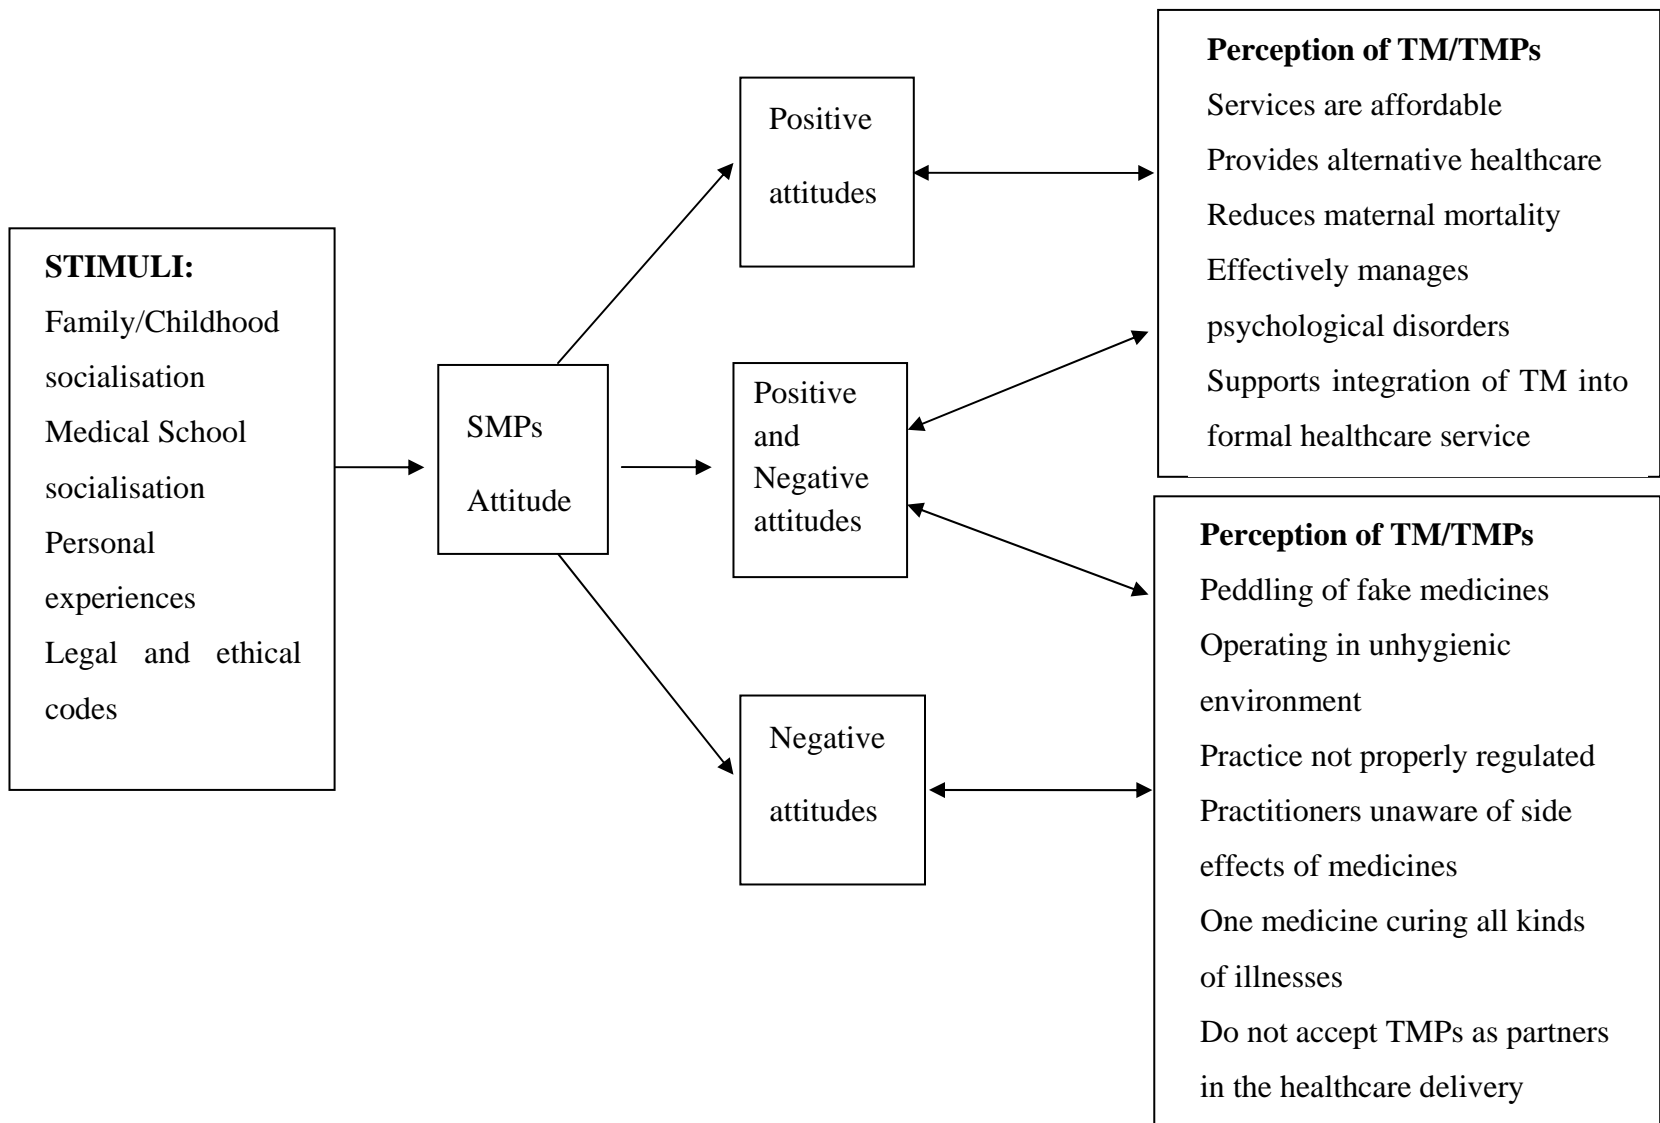 STIMULI:
Family/Childhood
socialisation
Medical School
socialisation
Personal
experiences
Legal and ethical
codes
SMPs
Attitude
Positive
attitudes
Positive
and
Negative
attitudes
Negative
attitudes
Perception of TM/TMPs
Services are affordable
Provides alternative healthcare
Reduces maternal mortality
Effectively manages
psychological disorders
Supports integration of TM into
formal healthcare service
Perception of TM/TMPs
Peddling of fake medicines
Operating in unhygienic
environment
Practice not properly regulated
Practitioners unaware of side
effects of medicines
One medicine curing all kinds
of illnesses
Do not accept TMPs as partners
in the healthcare delivery